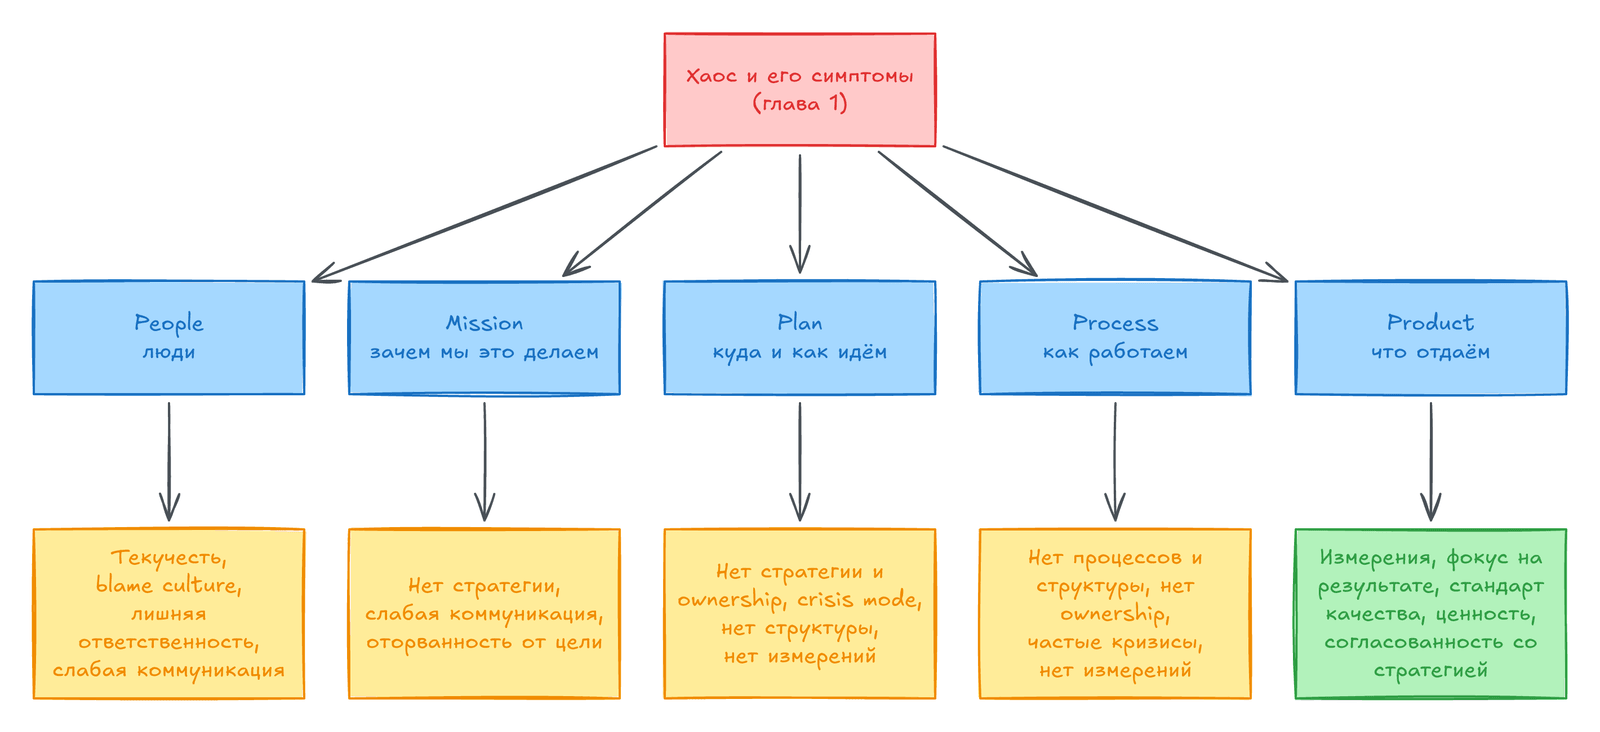 Хаос и его симптомы
(глава 1)
People
люди
Mission
зачем мы это делаем
Plan
куда и как идём
Process
как работаем
Product
что отдаём
Текучесть,
blame culture,
лишняя
ответственность,
слабая коммуникация
Нет стратегии,
слабая коммуникация,
оторванность от цели
Нет стратегии и
ownership, crisis mode,
нет структуры,
нет измерений
Нет процессов и
структуры, нет
ownership,
частые кризисы,
нет измерений
Измерения, фокус на
результате, стандарт
качества, ценность,
согласованность со
стратегией